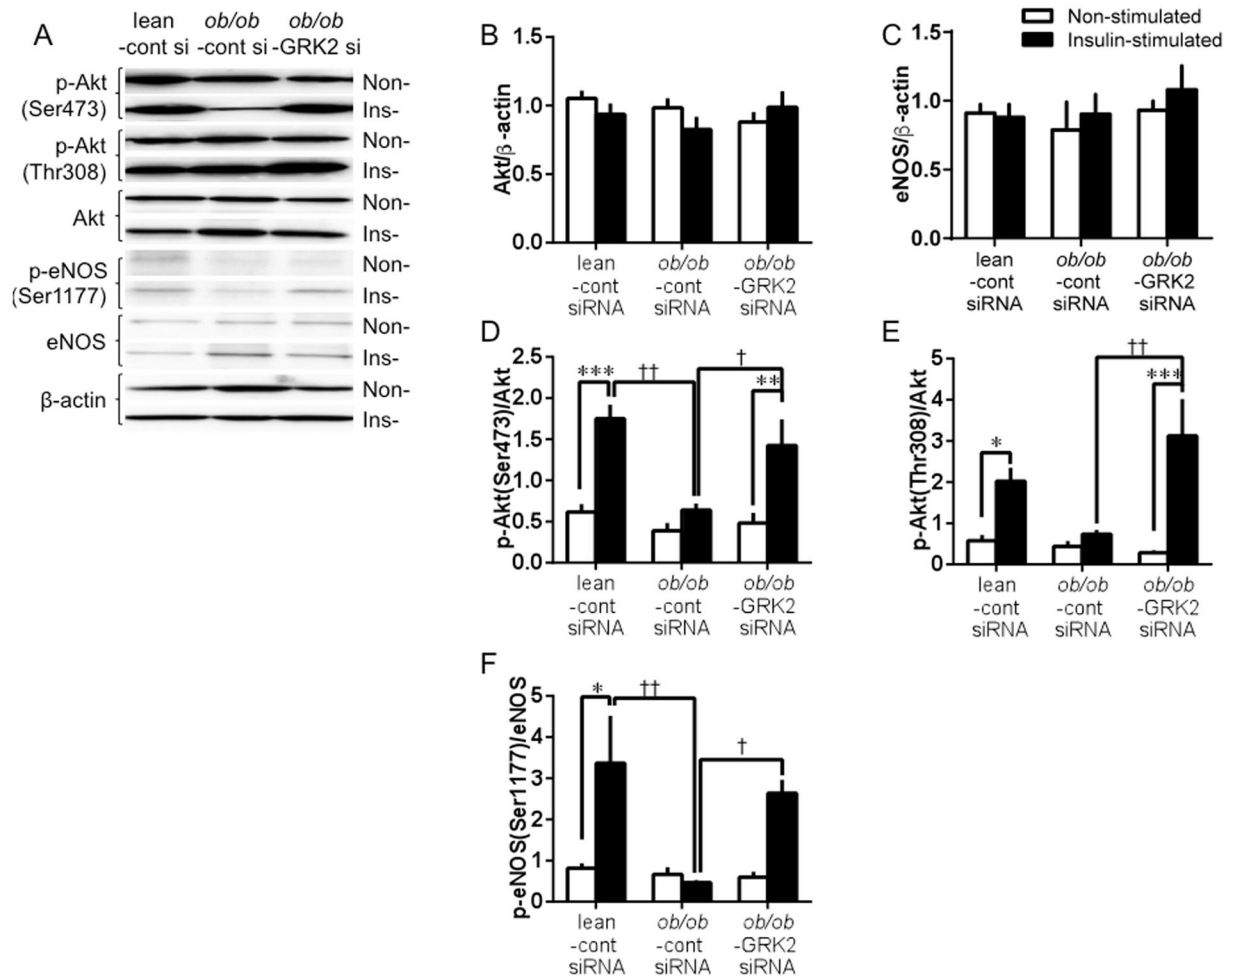 A
lean
-cont si
ob/ob
-cont si
ob/ob
-GRK2 si
p-Akt
(Ser473)
Non-
Ins-
p-Akt
(Thr308)
Non-
Ins-
Akt
Non-
Ins-
p-eNOS
(Ser1177)
Non-
Ins-
eNOS
Non-
Ins-
β-actin
Non-
Ins-
B
Akt/β-actin
1.5
1.0
0.5
0.0
lean
-cont
siRNA
ob/ob
-cont
siRNA
ob/ob
-GRK2
siRNA
C
Non-stimulated
Insulin-stimulated
eNOS/β-actin
1.5
1.0
0.5
0.0
lean
-cont
siRNA
ob/ob
-cont
siRNA
ob/ob
-GRK2
siRNA
D
p-Akt(Ser473)/Akt
2.5
2.0
1.5
1.0
0.5
0.0
***
††
†
**
lean
-cont
siRNA
ob/ob
-cont
siRNA
ob/ob
-GRK2
siRNA
E
p-Akt(Thr308)/Akt
5
4
3
2
1
0
*
††
***
lean
-cont
siRNA
ob/ob
-cont
siRNA
ob/ob
-GRK2
siRNA
F
p-eNOS(Ser1177)/eNOS
5
4
3
2
1
0
*
††
†
lean
-cont
siRNA
ob/ob
-cont
siRNA
ob/ob
-GRK2
siRNA